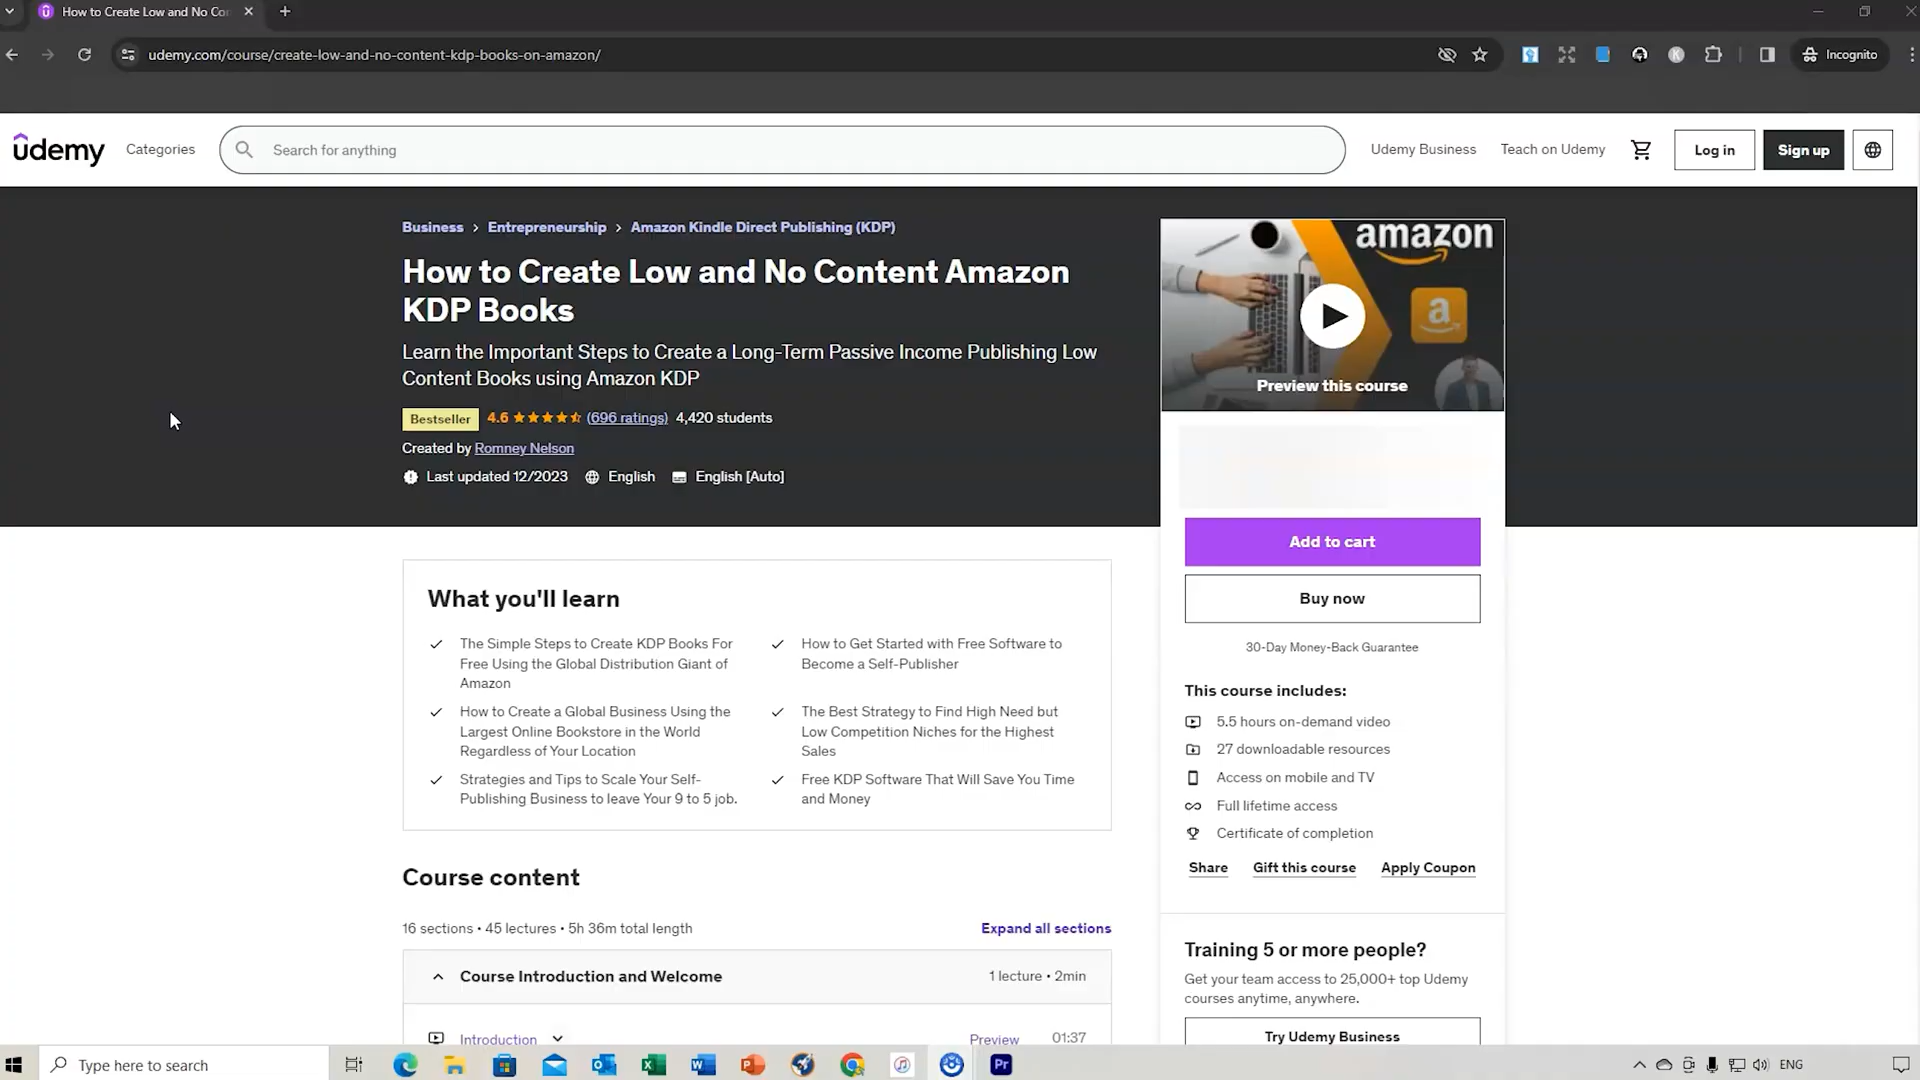 How to Create Low and No Co
udemy.com/course/create-low-and-no-content-kdp-books-on-amazon/
K
Incognito
ûdemy
Categories
Search for anything
Udemy Business
Teach on Udemy
Log in
Sign up
Business › Entrepreneurship › Amazon Kindle Direct Publishing (KDP)
How to Create Low and No Content Amazon
KDP Books
Learn the Important Steps to Create a Long-Term Passive Income Publishing Low
Content Books using Amazon KDP
Bestseller 4.6 (696 ratings) 4,420 students
Created by Romney Nelson
Last updated 12/2023 English English [Auto]
amazon
a
Preview this course
Add to cart
Buy now
30-Day Money-Back Guarantee
This course includes:
5.5 hours on-demand video
27 downloadable resources
Access on mobile and TV
Full lifetime access
Certificate of completion
Share Gift this course Apply Coupon
Training 5 or more people?
Get your team access to 25,000+ top Udemy
courses anytime, anywhere.
Try Udemy Business
What you'll learn
The Simple Steps to Create KDP Books For
Free Using the Global Distribution Giant of
Amazon
How to Create a Global Business Using the
Largest Online Bookstore in the World
Regardless of Your Location
Strategies and Tips to Scale Your Self-
Publishing Business to leave Your 9 to 5 job.
How to Get Started with Free Software to
Become a Self-Publisher
The Best Strategy to Find High Need but
Low Competition Niches for the Highest
Sales
Free KDP Software That Will Save You Time
and Money
Course content
16 sections • 45 lectures • 5h 36m total length
Expand all sections
Course Introduction and Welcome
1 lecture • 2min
Introduction
Preview
01:37
Type here to search
Pr
ENG